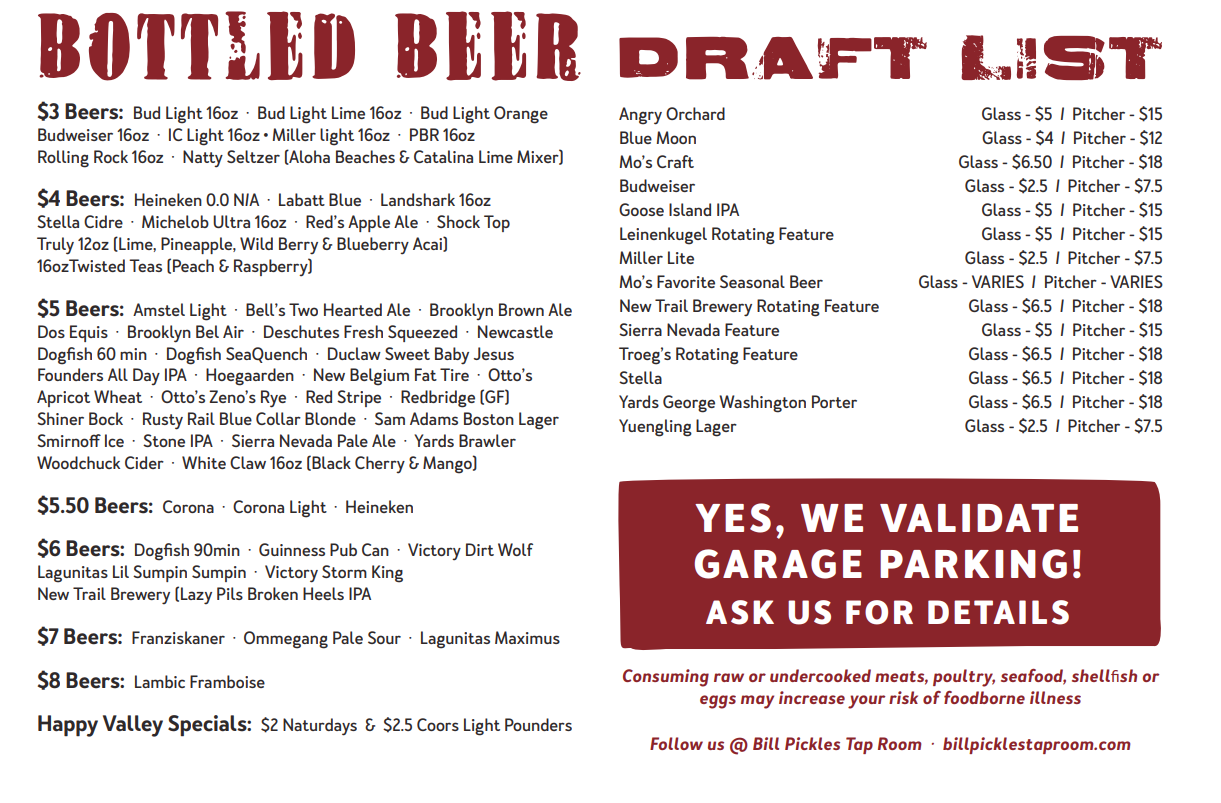 BOTTLED BEER
$3 Beers: Bud Light 16oz · Bud Light Lime 16oz · Bud Light Orange
Budweiser 16oz · IC Light 16oz • Miller light 16oz · PBR 16oz
Rolling Rock 16oz · Natty Seltzer (Aloha Beaches & Catalina Lime Mixer)
$4 Beers: Heineken 0.0 N/A · Labatt Blue · Landshark 16oz
Stella Cidre · Michelob Ultra 16oz · Red's Apple Ale · Shock Top
Truly 12oz (Lime, Pineapple, Wild Berry & Blueberry Acai)
16ozTwisted Teas (Peach & Raspberry)
$5 Beers: Amstel Light · Bell's Two Hearted Ale · Brooklyn Brown Ale
Dos Equis · Brooklyn Bel Air · Deschutes Fresh Squeezed · Newcastle
Dogfish 60 min · Dogfish SeaQuench · Duclaw Sweet Baby Jesus
Founders All Day IPA · Hoegaarden · New Belgium Fat Tire · Otto's
Apricot Wheat · Otto's Zeno's Rye · Red Stripe · Redbridge (GF)
Shiner Bock · Rusty Rail Blue Collar Blonde · Sam Adams Boston Lager
Smirnoff Ice · Stone IPA · Sierra Nevada Pale Ale · Yards Brawler
Woodchuck Cider · White Claw 16oz (Black Cherry & Mango)
$5.50 Beers: Corona · Corona Light · Heineken
$6 Beers: Dogfish 90min · Guinness Pub Can · Victory Dirt Wolf
Lagunitas Lil Sumpin Sumpin · Victory Storm King
New Trail Brewery (Lazy Pils Broken Heels IPA
$7 Beers: Franziskaner · Ommegang Pale Sour · Lagunitas Maximus
$8 Beers: Lambic Framboise
Happy Valley Specials: $2 Naturdays & $2.5 Coors Light Pounders
DRAFT LIST
Angry Orchard Glass - $5 / Pitcher - $15
Blue Moon Glass - $4 / Pitcher - $12
Mo's Craft Glass - $6.50 / Pitcher - $18
Budweiser Glass - $2.5 / Pitcher - $7.5
Goose Island IPA Glass - $5 / Pitcher - $15
Leinenkugel Rotating Feature Glass - $5 / Pitcher - $15
Miller Lite Glass - $2.5 / Pitcher - $7.5
Mo's Favorite Seasonal Beer Glass - VARIES / Pitcher - VARIES
New Trail Brewery Rotating Feature Glass - $6.5 / Pitcher - $18
Sierra Nevada Feature Glass - $5 / Pitcher - $15
Troeg's Rotating Feature Glass - $6.5 / Pitcher - $18
Stella Glass - $6.5 / Pitcher - $18
Yards George Washington Porter Glass - $6.5 / Pitcher - $18
Yuengling Lager Glass - $2.5 / Pitcher - $7.5
YES, WE VALIDATE
GARAGE PARKING!
ASK US FOR DETAILS
Consuming raw or undercooked meats, poultry, seafood, shellfish or
eggs may increase your risk of foodborne illness
Follow us @ Bill Pickles Tap Room · billpicklestaproom.com